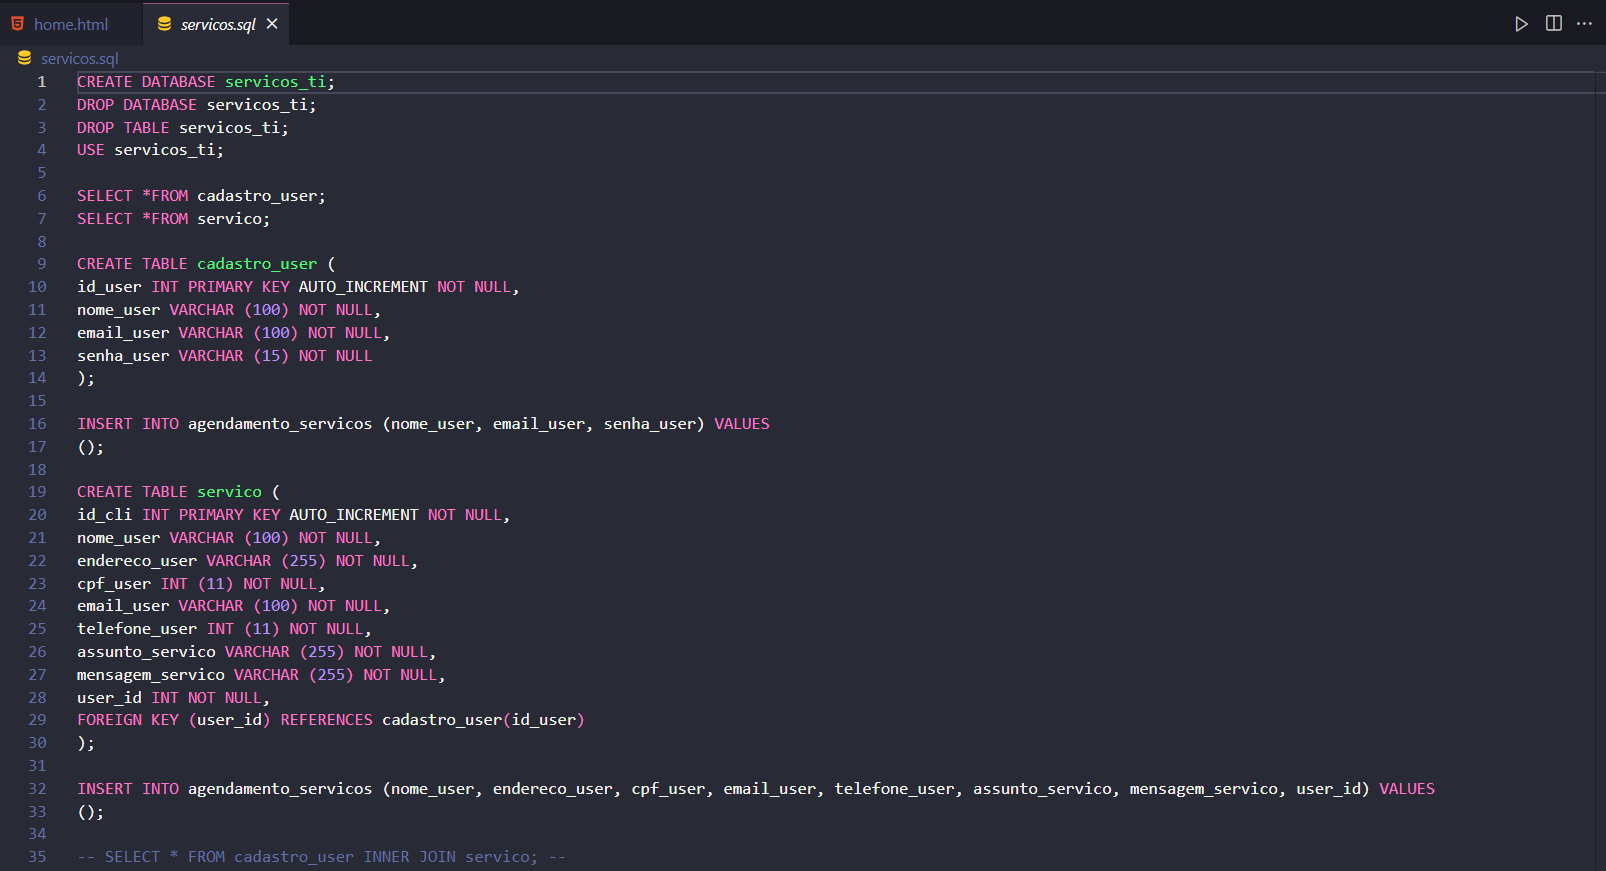 home.html
servicos.sql
servicos.sql
1 CREATE DATABASE servicos_ti;
2 DROP DATABASE servicos_ti;
3 DROP TABLE servicos_ti;
4 USE servicos_ti;
5
6 SELECT *FROM cadastro_user;
7 SELECT *FROM servico;
8
9 CREATE TABLE cadastro_user (
10 id_user INT PRIMARY KEY AUTO_INCREMENT NOT NULL,
11 nome_user VARCHAR (100) NOT NULL,
12 email_user VARCHAR (100) NOT NULL,
13 senha_user VARCHAR (15) NOT NULL
14 );
15
16 INSERT INTO agendamento_servicos (nome_user, email_user, senha_user) VALUES
17 ();
18
19 CREATE TABLE servico (
20 id_cli INT PRIMARY KEY AUTO_INCREMENT NOT NULL,
21 nome_user VARCHAR (100) NOT NULL,
22 endereco_user VARCHAR (255) NOT NULL,
23 cpf_user INT (11) NOT NULL,
24 email_user VARCHAR (100) NOT NULL,
25 telefone_user INT (11) NOT NULL,
26 assunto_servico VARCHAR (255) NOT NULL,
27 mensagem_servico VARCHAR (255) NOT NULL,
28 user_id INT NOT NULL,
29 FOREIGN KEY (user_id) REFERENCES cadastro_user(id_user)
30 );
31
32 INSERT INTO agendamento_servicos (nome_user, endereco_user, cpf_user, email_user, telefone_user, assunto_servico, mensagem_servico, user_id) VALUES
33 ();
34
35 -- SELECT * FROM cadastro_user INNER JOIN servico; --